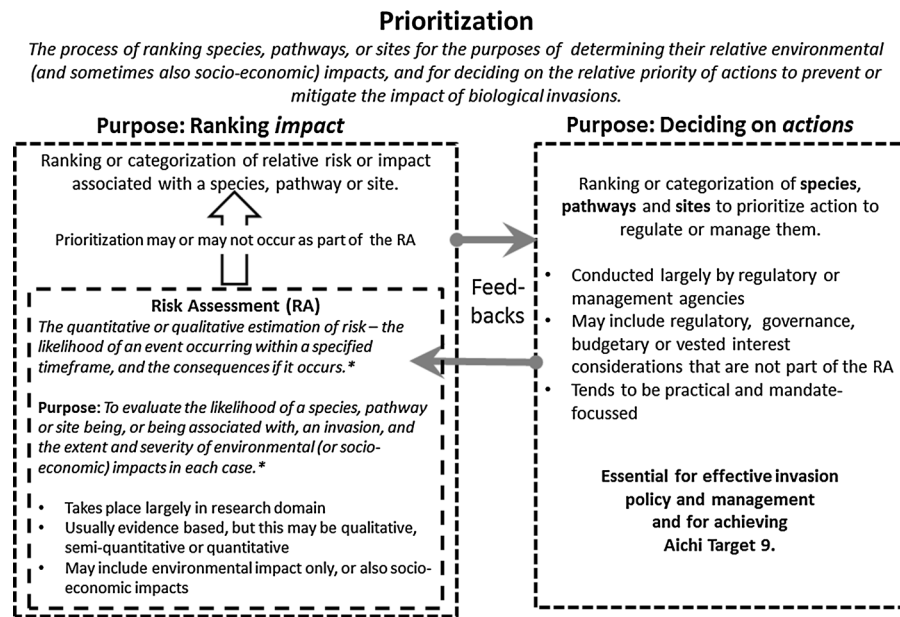 Prioritization
The process of ranking species, pathways, or sites for the purposes of determining their relative environmental
(and sometimes also socio-economic) impacts, and for deciding on the relative priority of actions to prevent or
mitigate the impact of biological invasions.
Purpose: Ranking impact
Ranking or categorization of relative risk or impact
associated with a species, pathway or site.
Prioritization may or may not occur as part of the RA
Risk Assessment (RA)
The quantitative or qualitative estimation of risk – the
likelihood of an event occurring within a specified
timeframe, and the consequences if it occurs.*
Purpose: To evaluate the likelihood of a species, pathway
or site being, or being associated with, an invasion, and
the extent and severity of environmental (or socio-
economic) impacts in each case.*
• Takes place largely in research domain
• Usually evidence based, but this may be qualitative,
semi-quantitative or quantitative
• May include environmental impact only, or also socio-
economic impacts
Feed-
backs
Purpose: Deciding on actions
Ranking or categorization of species,
pathways and sites to prioritize action to
regulate or manage them.
• Conducted largely by regulatory or
management agencies
• May include regulatory, governance,
budgetary or vested interest
considerations that are not part of the RA
• Tends to be practical and mandate-
focussed
Essential for effective invasion
policy and management
and for achieving
Aichi Target 9.